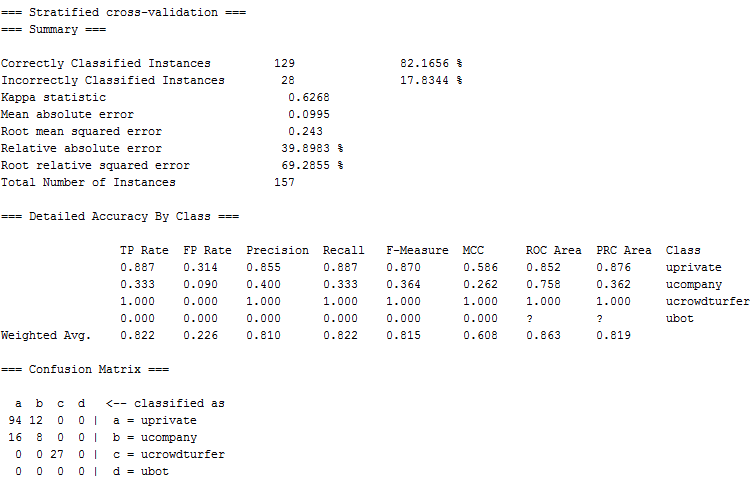 === Stratified cross-validation ===
=== Summary ===
Correctly Classified Instances 129 82.1656 %
Incorrectly Classified Instances 28 17.8344 %
Kappa statistic 0.6268
Mean absolute error 0.0995
Root mean squared error 0.243
Relative absolute error 39.8983 %
Root relative squared error 69.2855 %
Total Number of Instances 157
=== Detailed Accuracy By Class ===
TP Rate FP Rate Precision Recall F-Measure MCC ROC Area PRC Area Class
0.887 0.314 0.855 0.887 0.870 0.586 0.852 0.876 uprivate
0.333 0.090 0.400 0.333 0.364 0.262 0.758 0.362 ucompany
1.000 0.000 1.000 1.000 1.000 1.000 1.000 1.000 ucrowdturfer
0.000 0.000 0.000 0.000 0.000 0.000 ? ? ubot
Weighted Avg. 0.822 0.226 0.810 0.822 0.815 0.608 0.863 0.819
=== Confusion Matrix ===
a b c d <-- classified as
94 12 0 0 | a = uprivate
16 8 0 0 | b = ucompany
0 0 27 0 | c = ucrowdturfer
0 0 0 0 | d = ubot